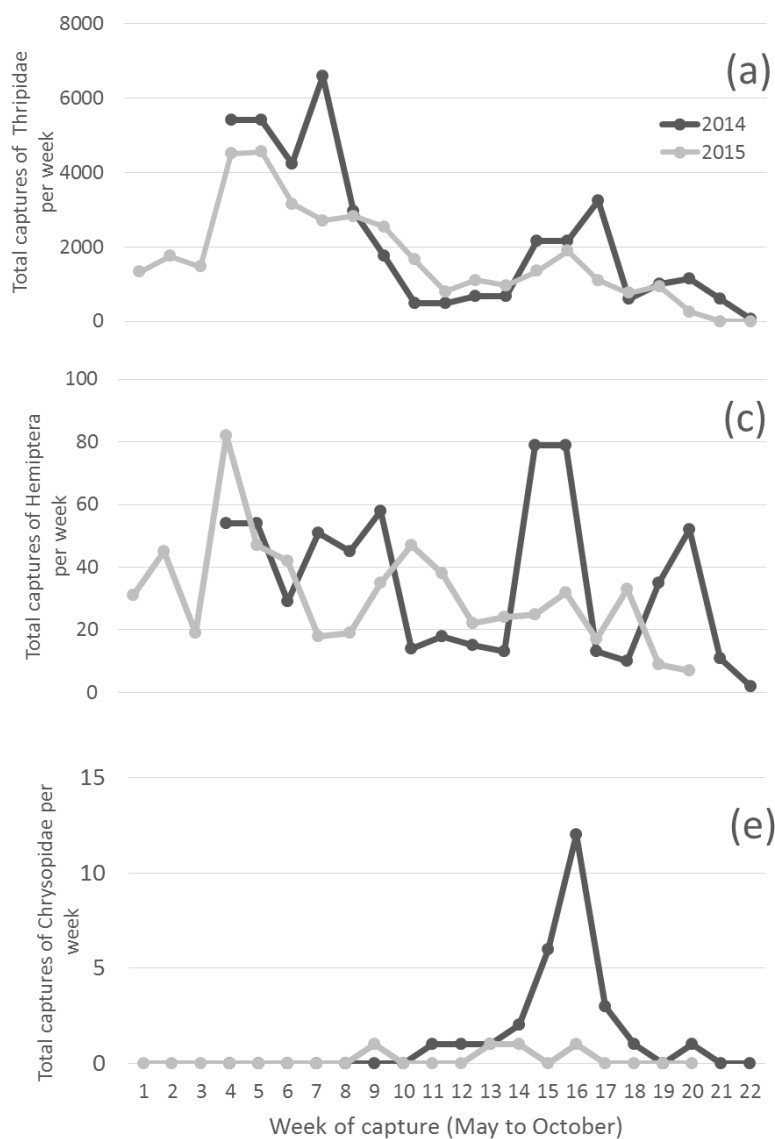 8000
(a)
2014
2015
6000
4000
2000
0
Total captures of Thripidae
per week
100
(c)
80
60
40
20
0
Total captures of Hemiptera
per week
15
(e)
10
5
0
Total captures of Chrysopidae per
week
1 2 3 4 5 6 7 8 9 10 11 12 13 14 15 16 17 18 19 20 21 22
Week of capture (May to October)